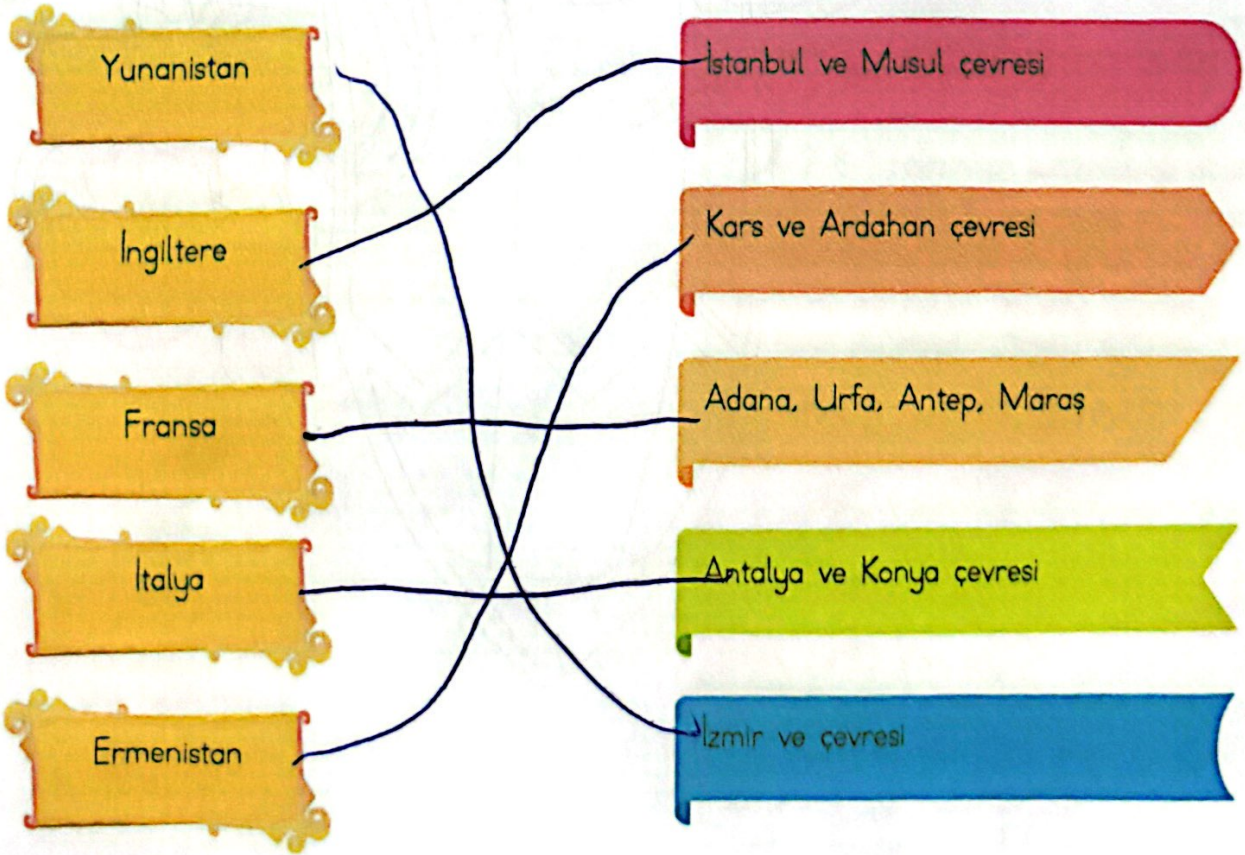 Yunanistan
İngiltere
Fransa
İtalya
Ermenistan
İstanbul ve Musul çevresi
Kars ve Ardahan çevresi
Adana, Urfa, Antep, Maraş
Antalya ve Konya çevresi
İzmir ve çevresi